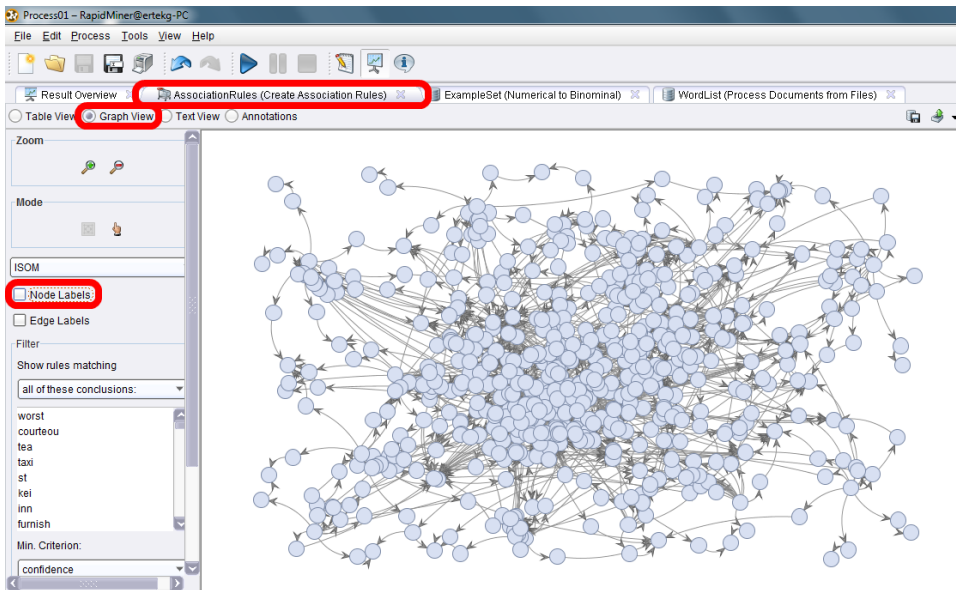 Process01 – RapidMiner@ertekg-PC
File Edit Process Tools View Help
Result Overview AssociationRules (Create Association Rules) ExampleSet (Numerical to Binominal) WordList (Process Documents from Files)
Table View Graph View Text View Annotations
Zoom
Mode
ISOM
Node Labels
Edge Labels
Filter
Show rules matching
all of these conclusions:
worst
courteou
tea
taxi
st
kei
inn
furnish
Min. Criterion:
confidence